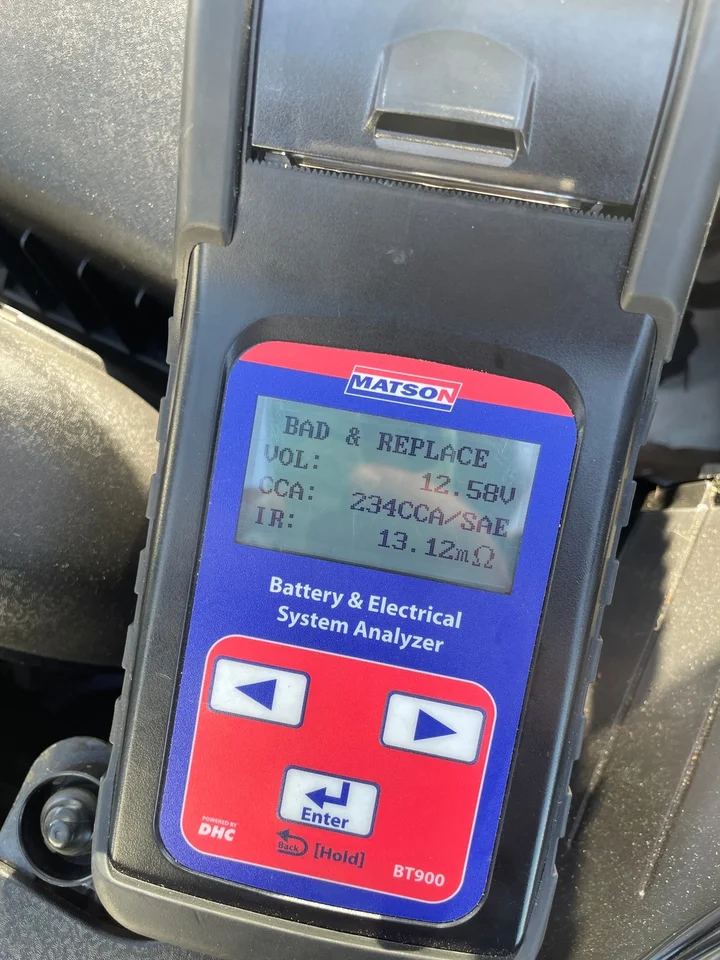 MATSON
BAD & REPLACE
VOL: 12.58V
CCA: 234CCA/SAE
IR: 13.12mΩ
Battery & Electrical
System Analyzer
Enter
Back [Hold]
POWERED BY
DHC
BT900